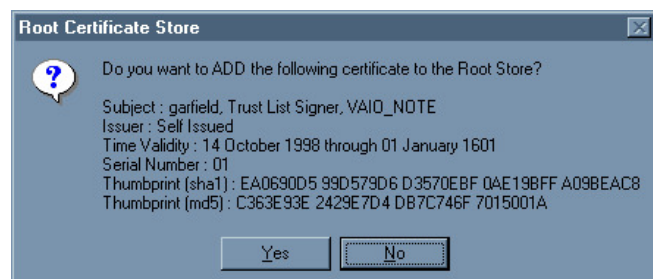 Root Certificate Store
Do you want to ADD the following certificate to the Root Store?
Subject : garfield, Trust List Signer, VAIO_NOTE
Issuer : Self Issued
Time Validity : 14 October 1998 through 01 January 1601
Serial Number : 01
Thumbprint (sha1) : EA0690D5 99D579D6 D3570EBF 0AE19BFF A09BEAC8
Thumbprint (md5) : C363E93E 2429E7D4 DB7C746F 7015001A
Yes No